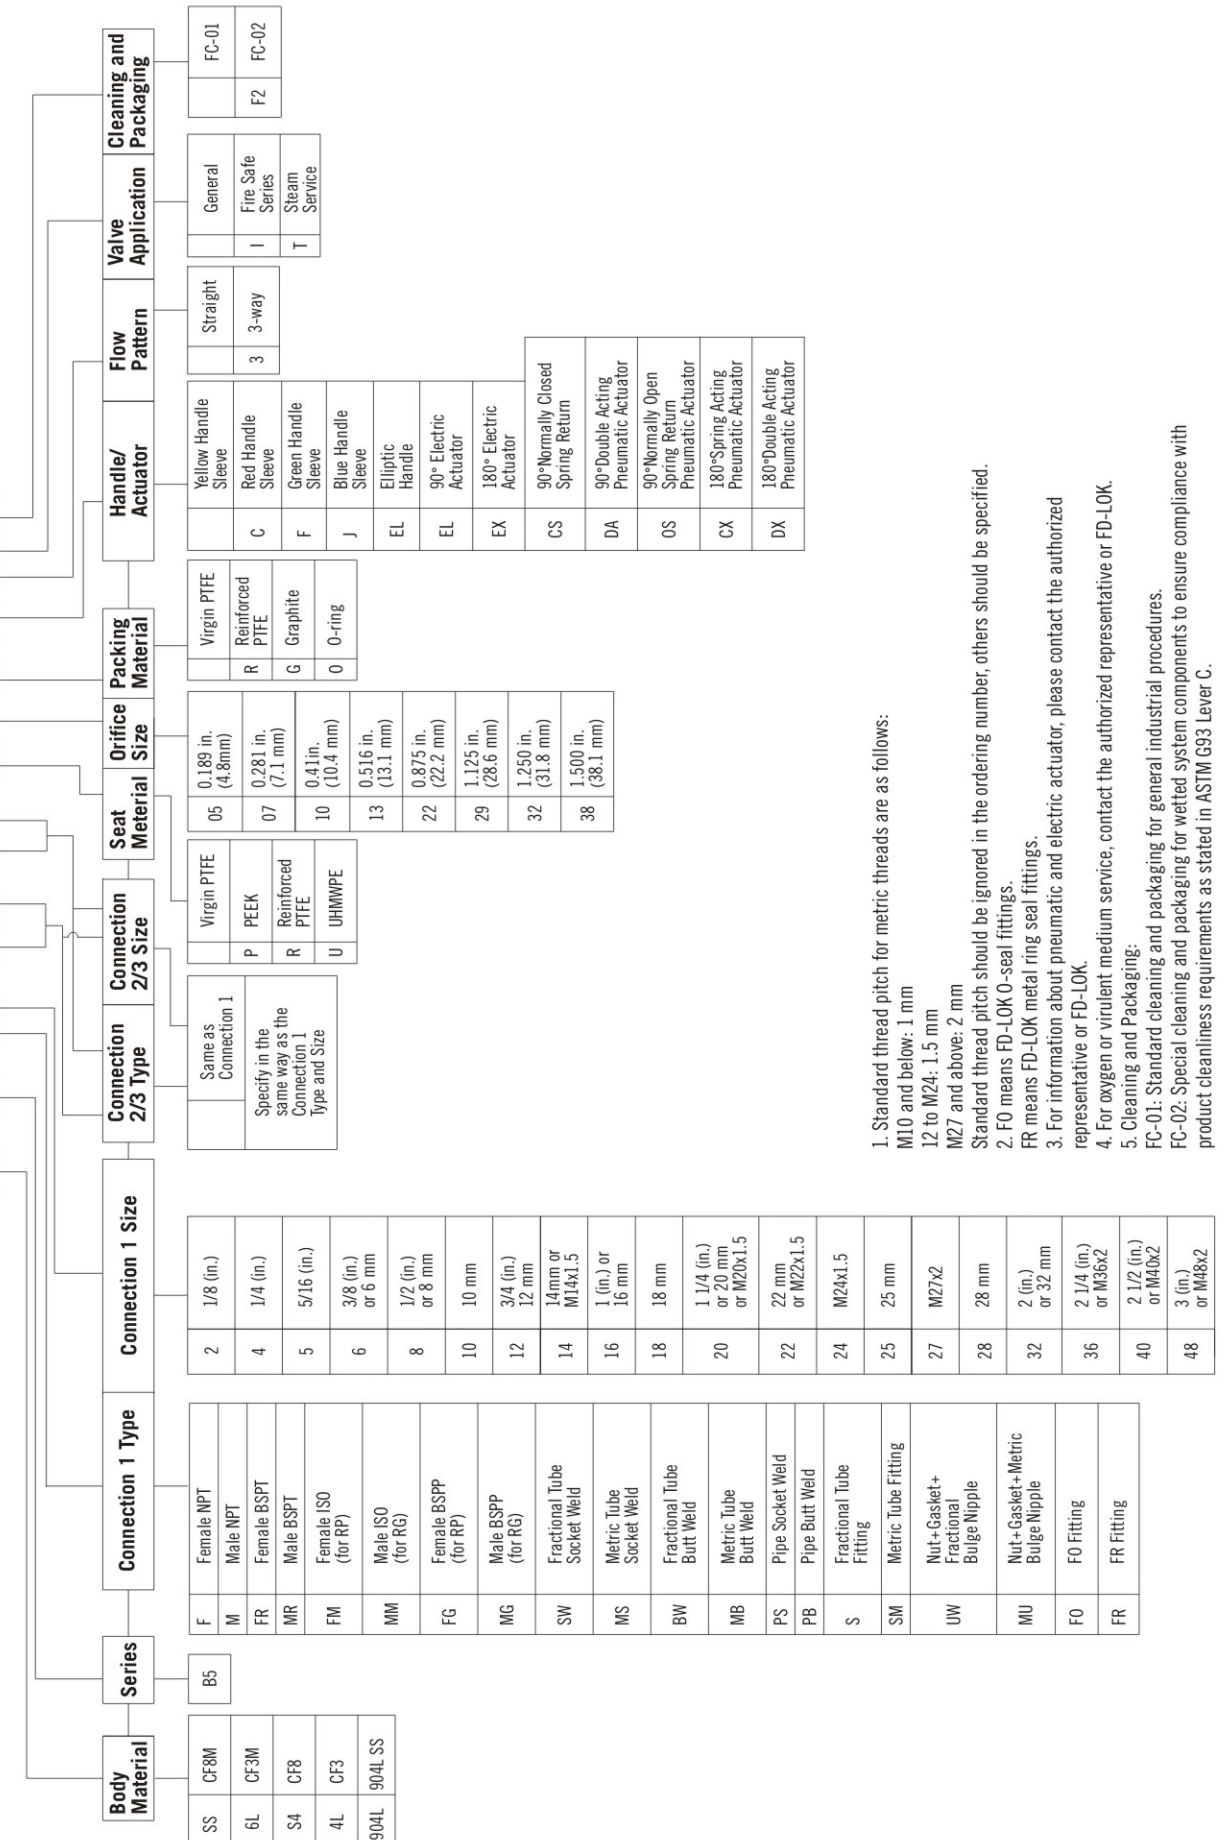 Body
Material
Series
Connection 1 Type
Connection 1 Size
Connection
2/3 Type
Connection
2/3 Size
Seat
Meterial
Orifice
Size
Packing
Material
Handle/
Actuator
Flow
Pattern
Valve
Application
Cleaning and
Packaging
SS CF8M
6L CF3M
S4 CF8
4L CF3
904L 904L SS
B5
F Female NPT
M Male NPT
FR Female BSPT
MR Male BSPT
FM Female ISO
(for RP)
MM Male ISO
(for RG)
FG Female BSPP
(for RP)
MG Male BSPP
(for RG)
SW Fractional Tube
Socket Weld
MS Metric Tube
Socket Weld
BW Fractional Tube
Butt Weld
MB Metric Tube
Butt Weld
PS Pipe Socket Weld
PB Pipe Butt Weld
S Fractional Tube
Fitting
SM Metric Tube Fitting
UW Nut+Gasket+
Fractional
Bulge Nipple
MU Nut+Gasket+Metric
Bulge Nipple
FO FO Fitting
FR FR Fitting
2 1/8 (in.)
4 1/4 (in.)
5 5/16 (in.)
6 3/8 (in.)
or 6 mm
8 1/2 (in.)
or 8 mm
10 10 mm
12 3/4 (in.)
12 mm
14 14mm or
M14x1.5
16 1 (in.) or
16 mm
18 18 mm
20 1 1/4 (in.)
or 20 mm
or M20x1.5
22 22 mm
or M22x1.5
24 M24x1.5
25 25 mm
27 M27x2
28 28 mm
32 2 (in.)
or 32 mm
36 2 1/4 (in.)
or M36x2
40 2 1/2 (in.)
or M40x2
48 3 (in.)
or M48x2
Same as
Connection 1
Specify in the
same way as the
Connection 1
Type and Size
Virgin PTFE
P PEEK
R Reinforced
PTFE
U UHMWPE
05 0.189 in.
(4.8mm)
07 0.281 in.
(7.1 mm)
10 0.41in.
(10.4 mm)
13 0.516 in.
(13.1 mm)
22 0.875 in.
(22.2 mm)
29 1.125 in.
(28.6 mm)
32 1.250 in.
(31.8 mm)
38 1.500 in.
(38.1 mm)
Virgin PTFE
R Reinforced
PTFE
G Graphite
O O-ring
Yellow Handle
Sleeve
C Red Handle
Sleeve
F Green Handle
Sleeve
J Blue Handle
Sleeve
EL Elliptic
Handle
EL 90° Electric
Actuator
EX 180° Electric
Actuator
CS 90°Normally Closed
Spring Return
DA 90°Double Acting
Pneumatic Actuator
OS 90°Normally Open
Spring Return
Pneumatic Actuator
CX 180°Spring Acting
Pneumatic Actuator
DX 180°Double Acting
Pneumatic Actuator
Straight
3 3-way
General
I Fire Safe
Series
T Steam
Service
FC-01
F2 FC-02
1. Standard thread pitch for metric threads are as follows:
M10 and below: 1 mm
12 to M24: 1.5 mm
M27 and above: 2 mm
Standard thread pitch should be ignored in the ordering number, others should be specified.
2. FO means FD-LOK O-seal fittings.
FR means FD-LOK metal ring seal fittings.
3. For information about pneumatic and electric actuator, please contact the authorized
representative or FD-LOK.
4. For oxygen or virulent medium service, contact the authorized representative or FD-LOK.
5. Cleaning and Packaging:
FC-01: Standard cleaning and packaging for general industrial procedures.
FC-02: Special cleaning and packaging for wetted system components to ensure compliance with
product cleanliness requirements as stated in ASTM G93 Lever C.